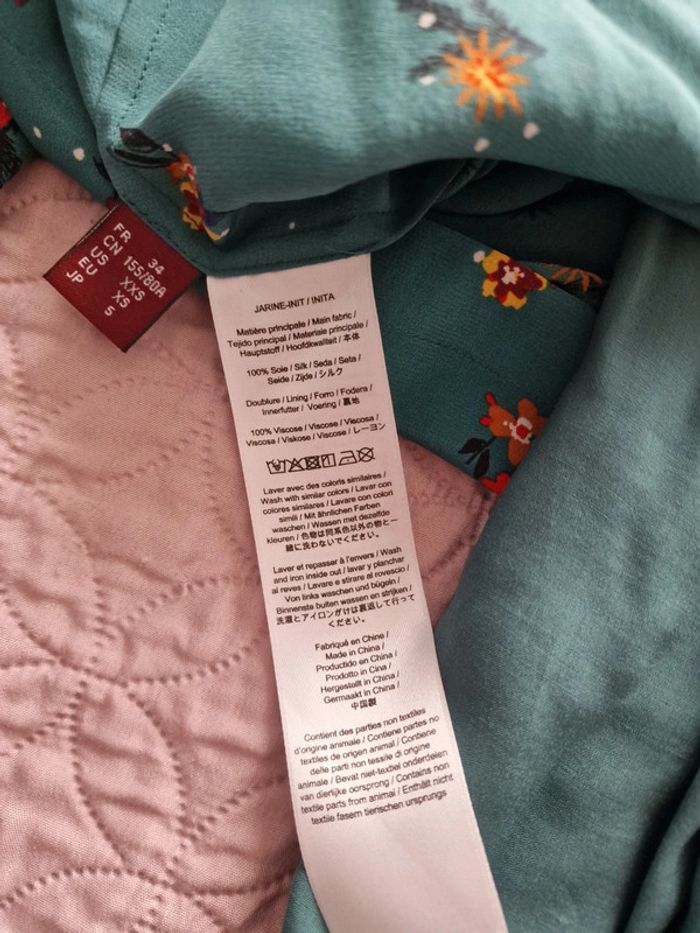 FR 34
CN 155/80A
US XXS
EU XS
JP S
JARINE-INIT / INITA
Matière principale / Main fabric /
Tejido principal / Materiale principale /
Hauptstoff / Hoofdkwaliteit / 本体
100% Soie / Silk / Seda / Seta /
Seide / Zijde / シルク
Doublure / Lining / Forro / Fodera /
Innerfutter / Voering / 裏地
100% Viscose / Viscose / Viscosa /
Viscosa / Viskose / Viscose / レーヨン
Laver avec des coloris similaires /
Wash with similar colors / Lavar con
colores similares / Lavare con colori
simili / Mit ähnlichen Farben
waschen / Wassen met dezelfde
kleuren / 色物は同系色以外の物と一
緒に洗わないでください。
Laver et repasser à l'envers / Wash
and iron inside out / lavar y planchar
al reves / Lavare e stirare al rovescio /
Von links waschen und bügeln /
Binnenste buiten wassen en strijken /
洗濯とアイロンがけは裏返して行って
ください。
Fabriqué en Chine /
Made in China /
Producido en China /
Prodotto in Cina /
Hergestellt in China /
Germaakt in China /
中国製
Contient des parties non textiles
d'origine animale / Contiene partes no
textiles de origen animal / Contiene
delle parti non tessile di origine
animale / Bevat niet-textiel onderdeien
van dierlijke oorsprong / Contains non
textile parts from animal / Enthält nicht
textile fasern tierischen ursprungs